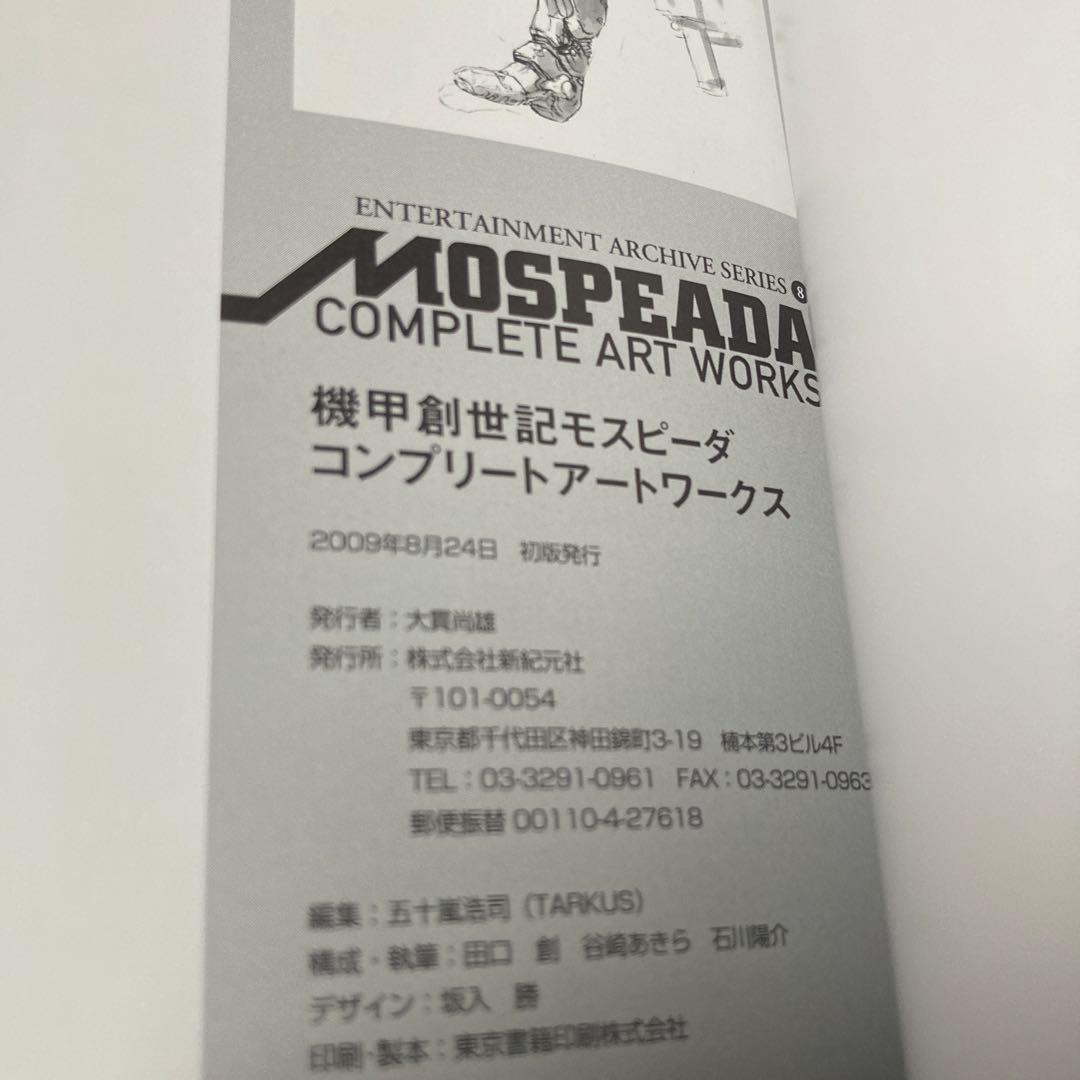 ENTERTAINMENT ARCHIVE SERIES 8
MOSPEADA
COMPLETE ART WORKS
機甲創世記モスピーダ
コンプリートアートワークス
2009年8月24日　初版発行
発行者：大貫尚雄
発行所：株式会社新紀元社
〒101-0054
東京都千代田区神田錦町3-19　楠本第3ビル4F
TEL：03-3291-0961　FAX：03-3291-0963
郵便振替 00110-4-27618
編集：五十嵐浩司（TARKUS）
構成・執筆：田口　創　谷崎あきら　石川陽介
デザイン：坂入　勝
印刷・製本：東京書籍印刷株式会社